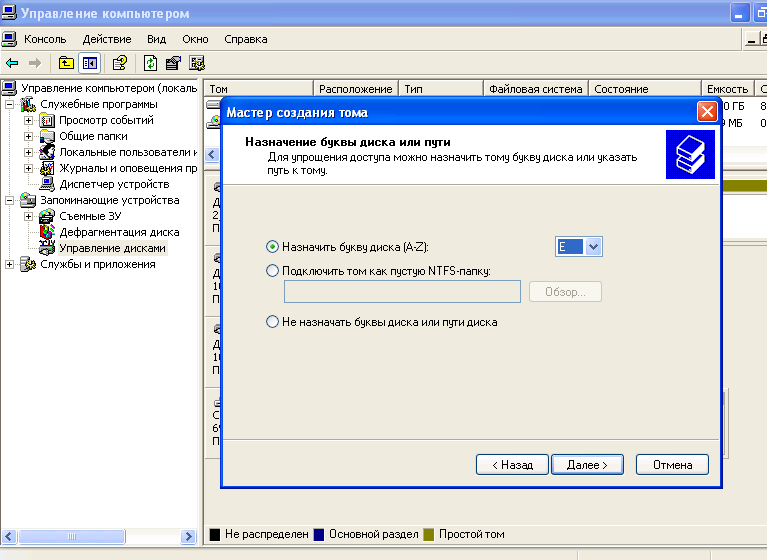 Управление компьютером
Консоль Действие Вид Окно Справка
Управление компьютером (локаль
Служебные программы
Просмотр событий
Общие папки
Локальные пользователи и
Журналы и оповещения пр
Диспетчер устройств
Запоминающие устройства
Съемные ЗУ
Дефрагментация диска
Управление дисками
Службы и приложения
Том Расположение Тип Файловая система Состояние Емкость С
0 ГБ 8
9 МБ 0
Мастер создания тома
Назначение буквы диска или пути
Для упрощения доступа можно назначить тому букву диска или указать
путь к тому.
Назначить букву диска (A-Z): E
Подключить том как пустую NTFS-папку:
Обзор...
Не назначать буквы диска или пути диска
< Назад Далее > Отмена
Не распределен Основной раздел Простой том